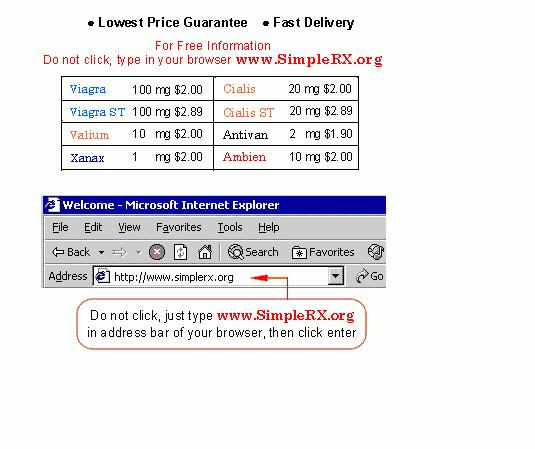 • Lowest Price Guarantee • Fast Delivery
For Free Information
Do not click, type in your browser www.SimpleRX.org
Viagra 100 mg $2.00 Cialis 20 mg $2.00
Viagra ST 100 mg $2.89 Cialis ST 20 mg $2.89
Valium 10 mg $2.00 Antivan 2 mg $1.90
Xanax 1 mg $2.00 Ambien 10 mg $2.00
Welcome - Microsoft Internet Explorer
File Edit View Favorites Tools Help
Back Search Favorites
Address http://www.simplerx.org Go
Do not click, just type www.SimpleRX.org
in address bar of your browser, then click enter